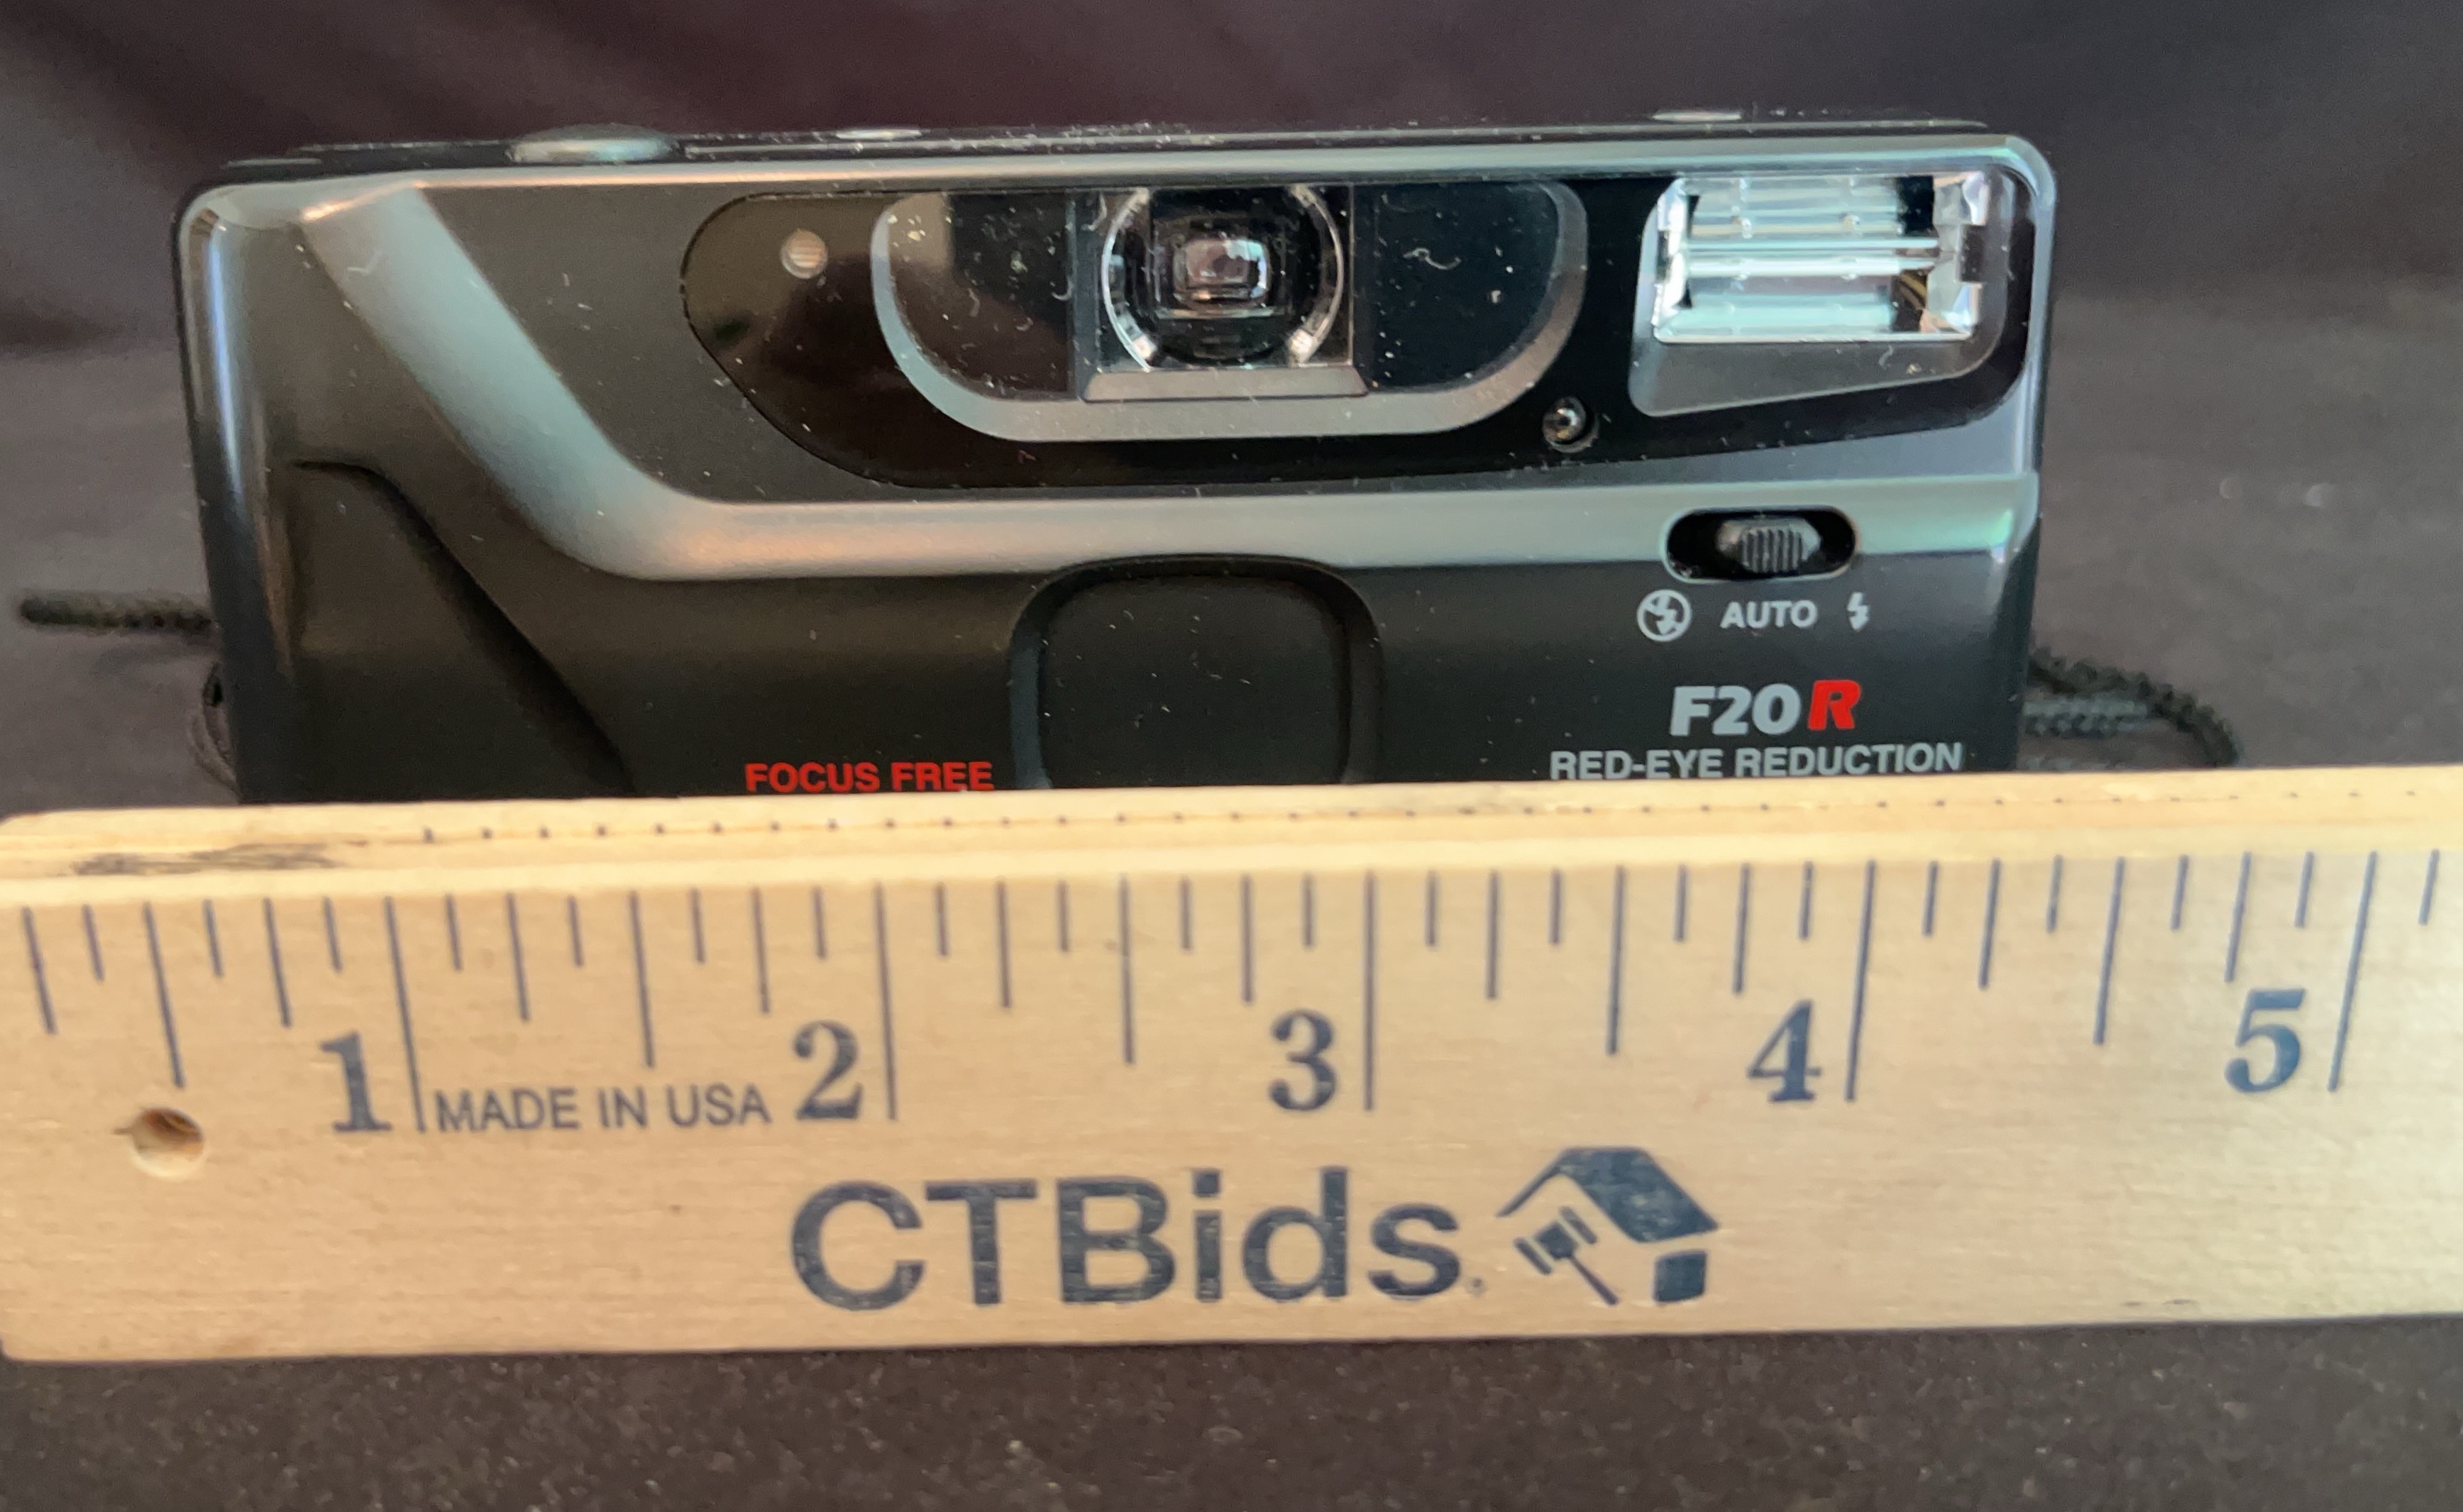 AUTO
F20R
RED-EYE REDUCTION
FOCUS FREE
1 2 3 4 5
MADE IN USA
CTBids.